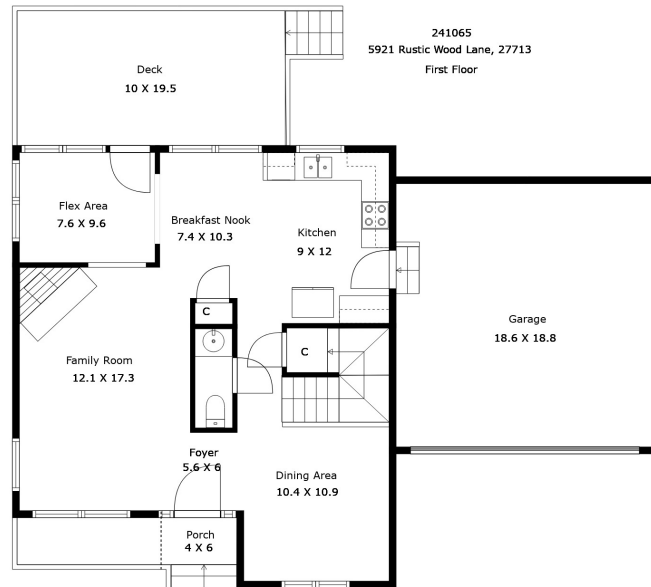 241065
5921 Rustic Wood Lane, 27713
First Floor
Deck
10 X 19.5
Flex Area
7.6 X 9.6
Breakfast Nook
7.4 X 10.3
Kitchen
9 X 12
C
Garage
18.6 X 18.8
C
Family Room
12.1 X 17.3
Foyer
5.6 X 6
Dining Area
10.4 X 10.9
Porch
4 X 6